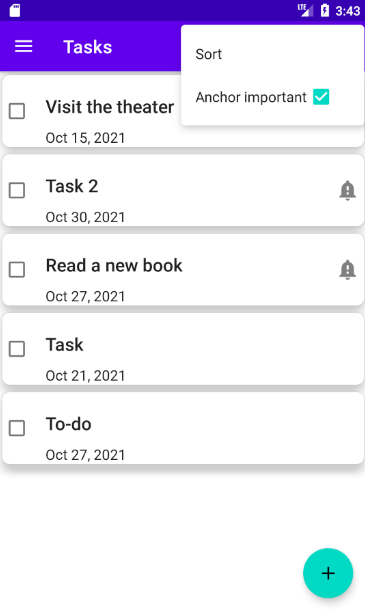 LTE 3:43
Tasks
Sort
Anchor important
Visit the theater
Oct 15, 2021
Task 2
Oct 30, 2021
Read a new book
Oct 27, 2021
Task
Oct 21, 2021
To-do
Oct 27, 2021